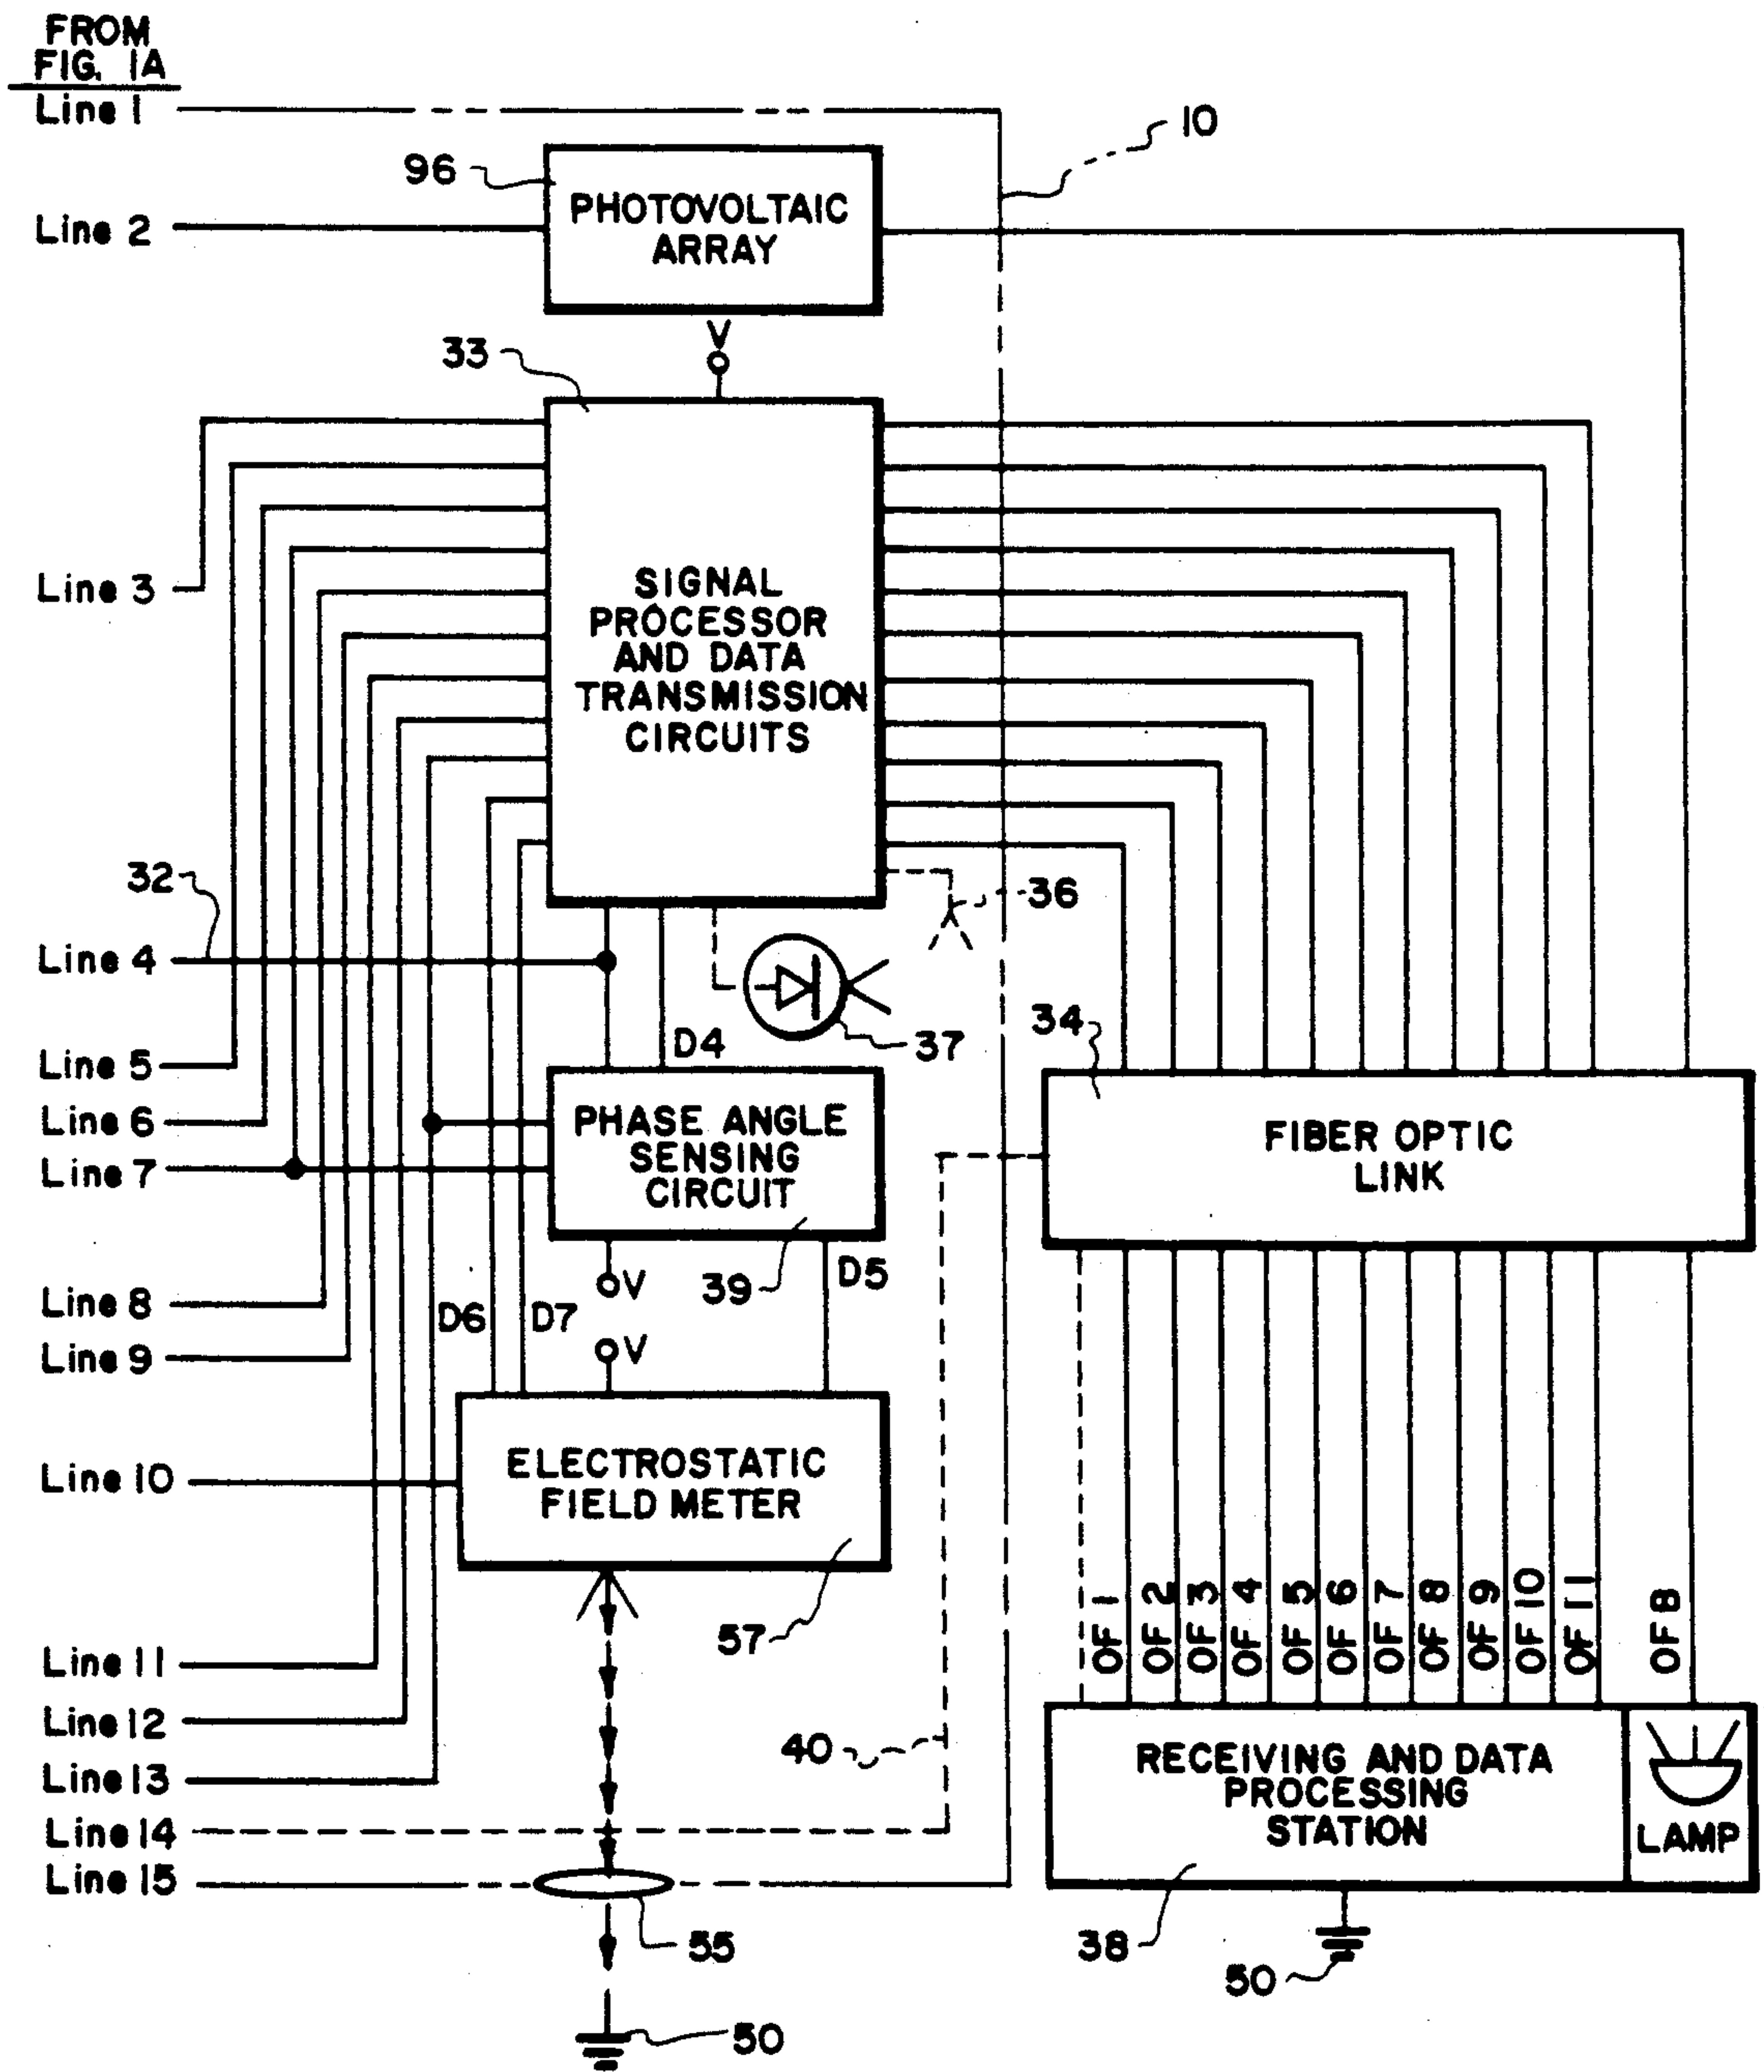 FROM
FIG. 1A
Line 1
10
96
PHOTOVOLTAIC
ARRAY
Line 2
V
33
SIGNAL
PROCESSOR
AND DATA
TRANSMISSION
CIRCUITS
Line 3
32
36
Line 4
37
34
D4
Line 5
PHASE ANGLE
SENSING
CIRCUIT
Line 6
Line 7
FIBER OPTIC
LINK
V
39
D5
Line 8
D6
D7
V
Line 9
ELECTROSTATIC
FIELD METER
Line 10
57
OF 1
OF 2
OF 3
OF 4
OF 5
OF 6
OF 7
OF 8
OF 9
OF 10
OF 11
OF B
Line 11
Line 12
40
RECEIVING AND DATA
PROCESSING
STATION
LAMP
Line 13
Line 14
Line 15
55
38
50
50